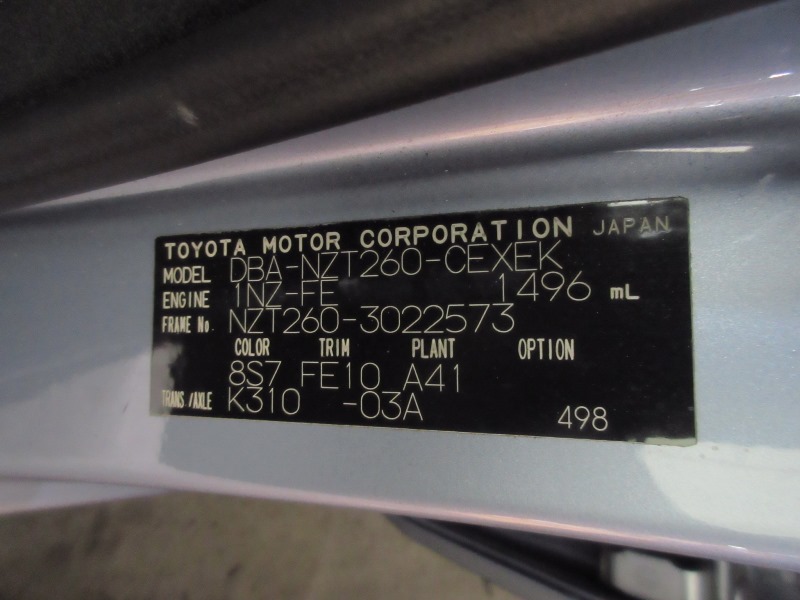 TOYOTA MOTOR CORPORATION JAPAN
MODEL DBA-NZT260-CEXEK
ENGINE 1NZ-FE 1496 mL
FRAME No. NZT260-3022573
COLOR TRIM PLANT OPTION
8S7 FE10 A41
TRANS/AXLE K310 -03A 498